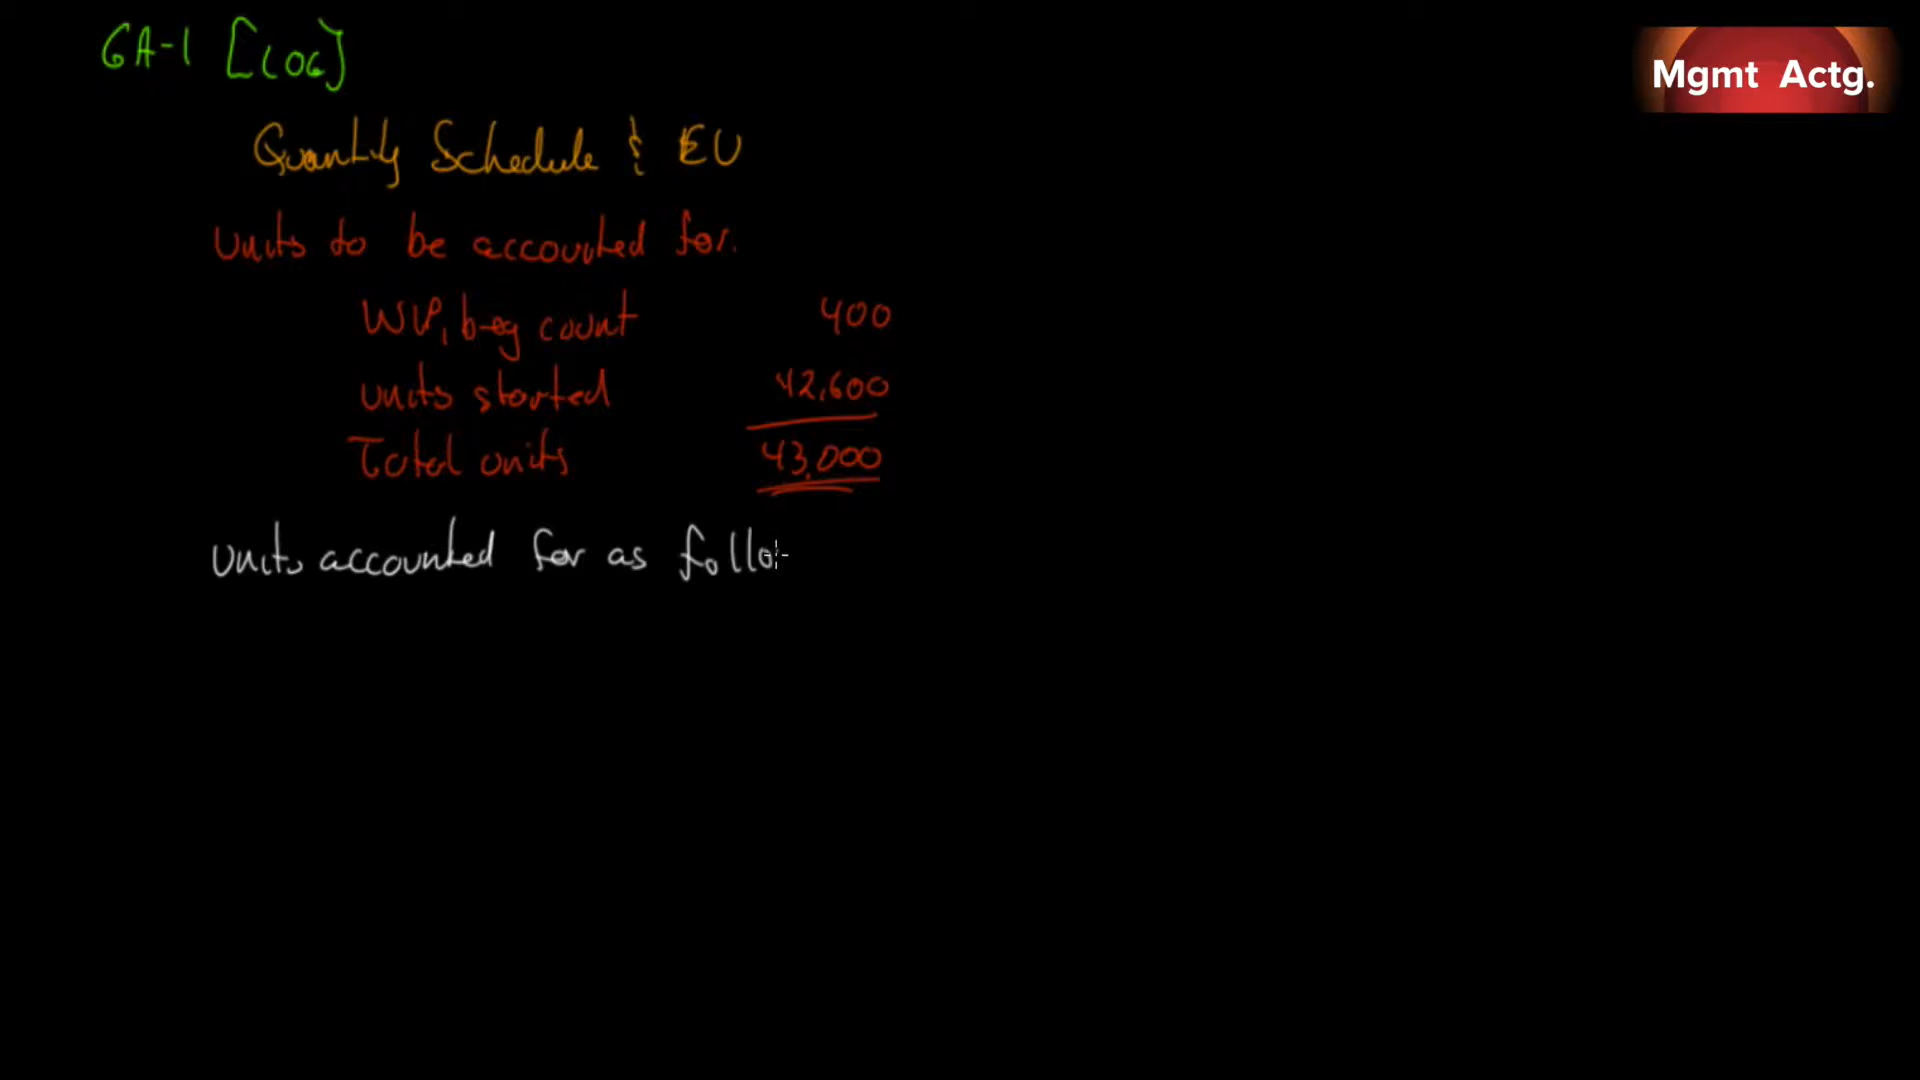 6A-1 [LO6]
Mgmt Actg.
Quantity Schedule & EU
Units to be accounted for.
WIP, beg count 400
units started 42,600
Total units 43,000
Units accounted for as follo